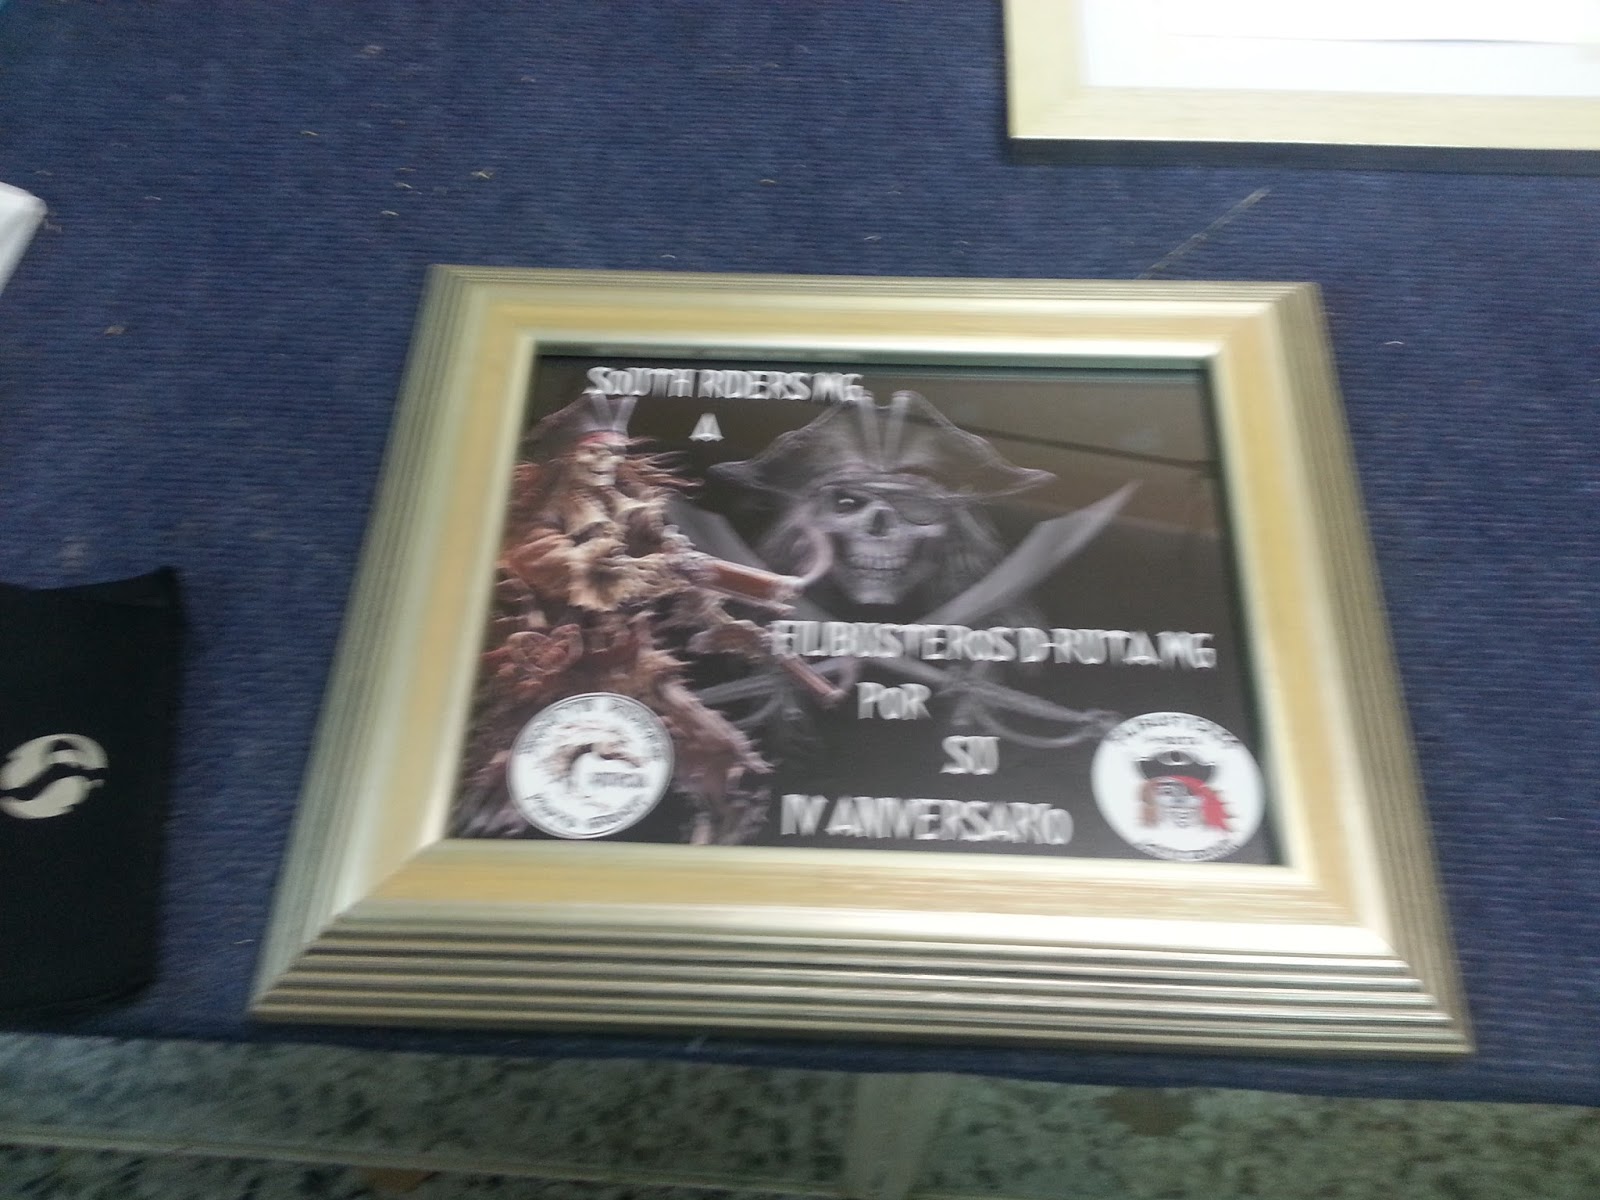 SOUTH RIDERS MG
A
FILIBUSTEROS D-RUTA MG
POR
SU
IV ANIVERSARIO